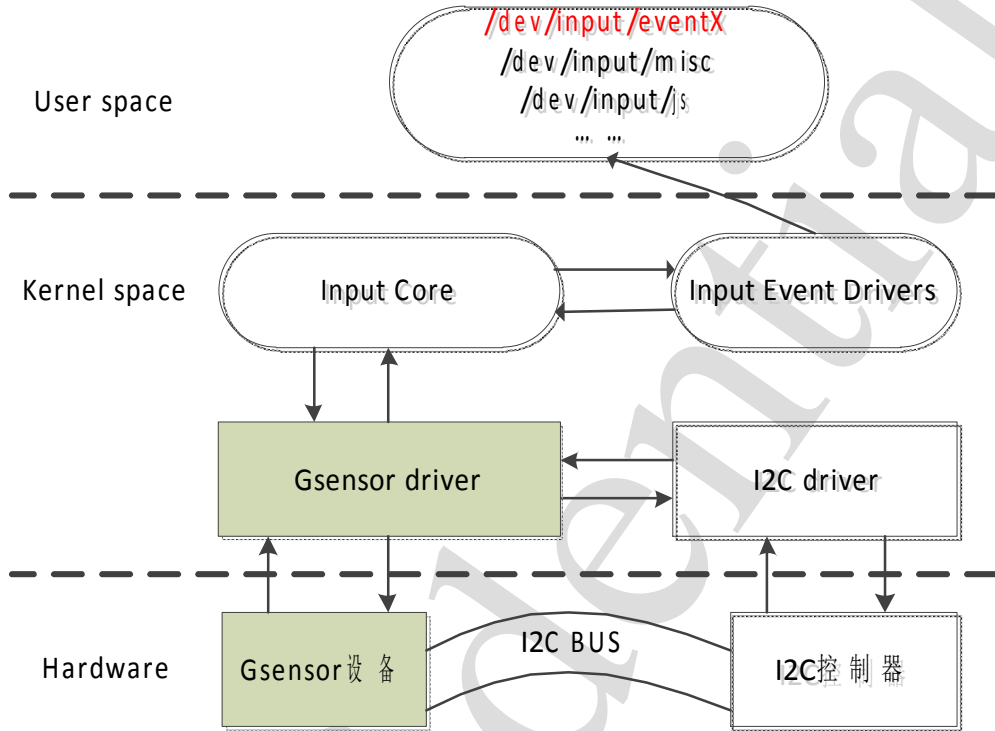 /dev/input/eventX
/dev/input/misc
/dev/input/js
... ...
User space
Kernel space
Input Core
Input Event Drivers
Gsensor driver
I2C driver
Hardware
Gsensor设备
I2C BUS
I2C控制器